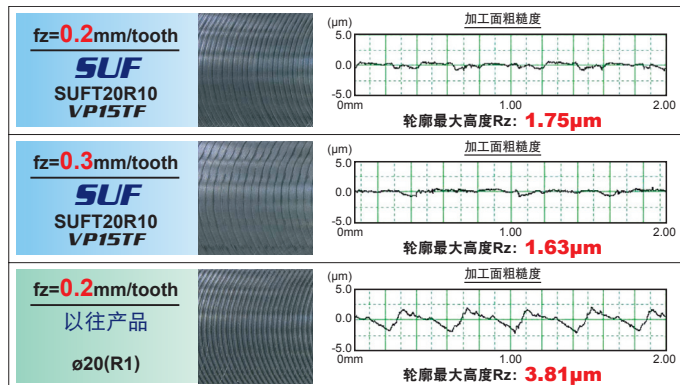 fz=0.2mm/tooth
SUF
SUFT20R10
VP15TF
加工面粗糙度
(μm)
5.0
0.0
-5.0
0mm
1.00
2.00
轮廓最大高度Rz: 1.75μm
fz=0.3mm/tooth
SUF
SUFT20R10
VP15TF
加工面粗糙度
(μm)
5.0
0.0
-5.0
0mm
1.00
2.00
轮廓最大高度Rz: 1.63μm
fz=0.2mm/tooth
以往产品
ø20(R1)
加工面粗糙度
(μm)
5.0
0.0
-5.0
0mm
1.00
2.00
轮廓最大高度Rz: 3.81μm